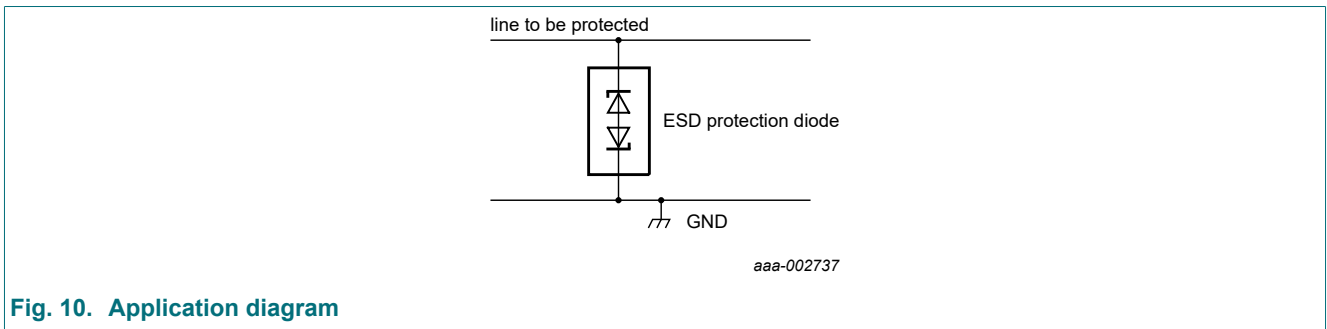 line to be protected
ESD protection diode
GND
aaa-002737
Fig. 10. Application diagram